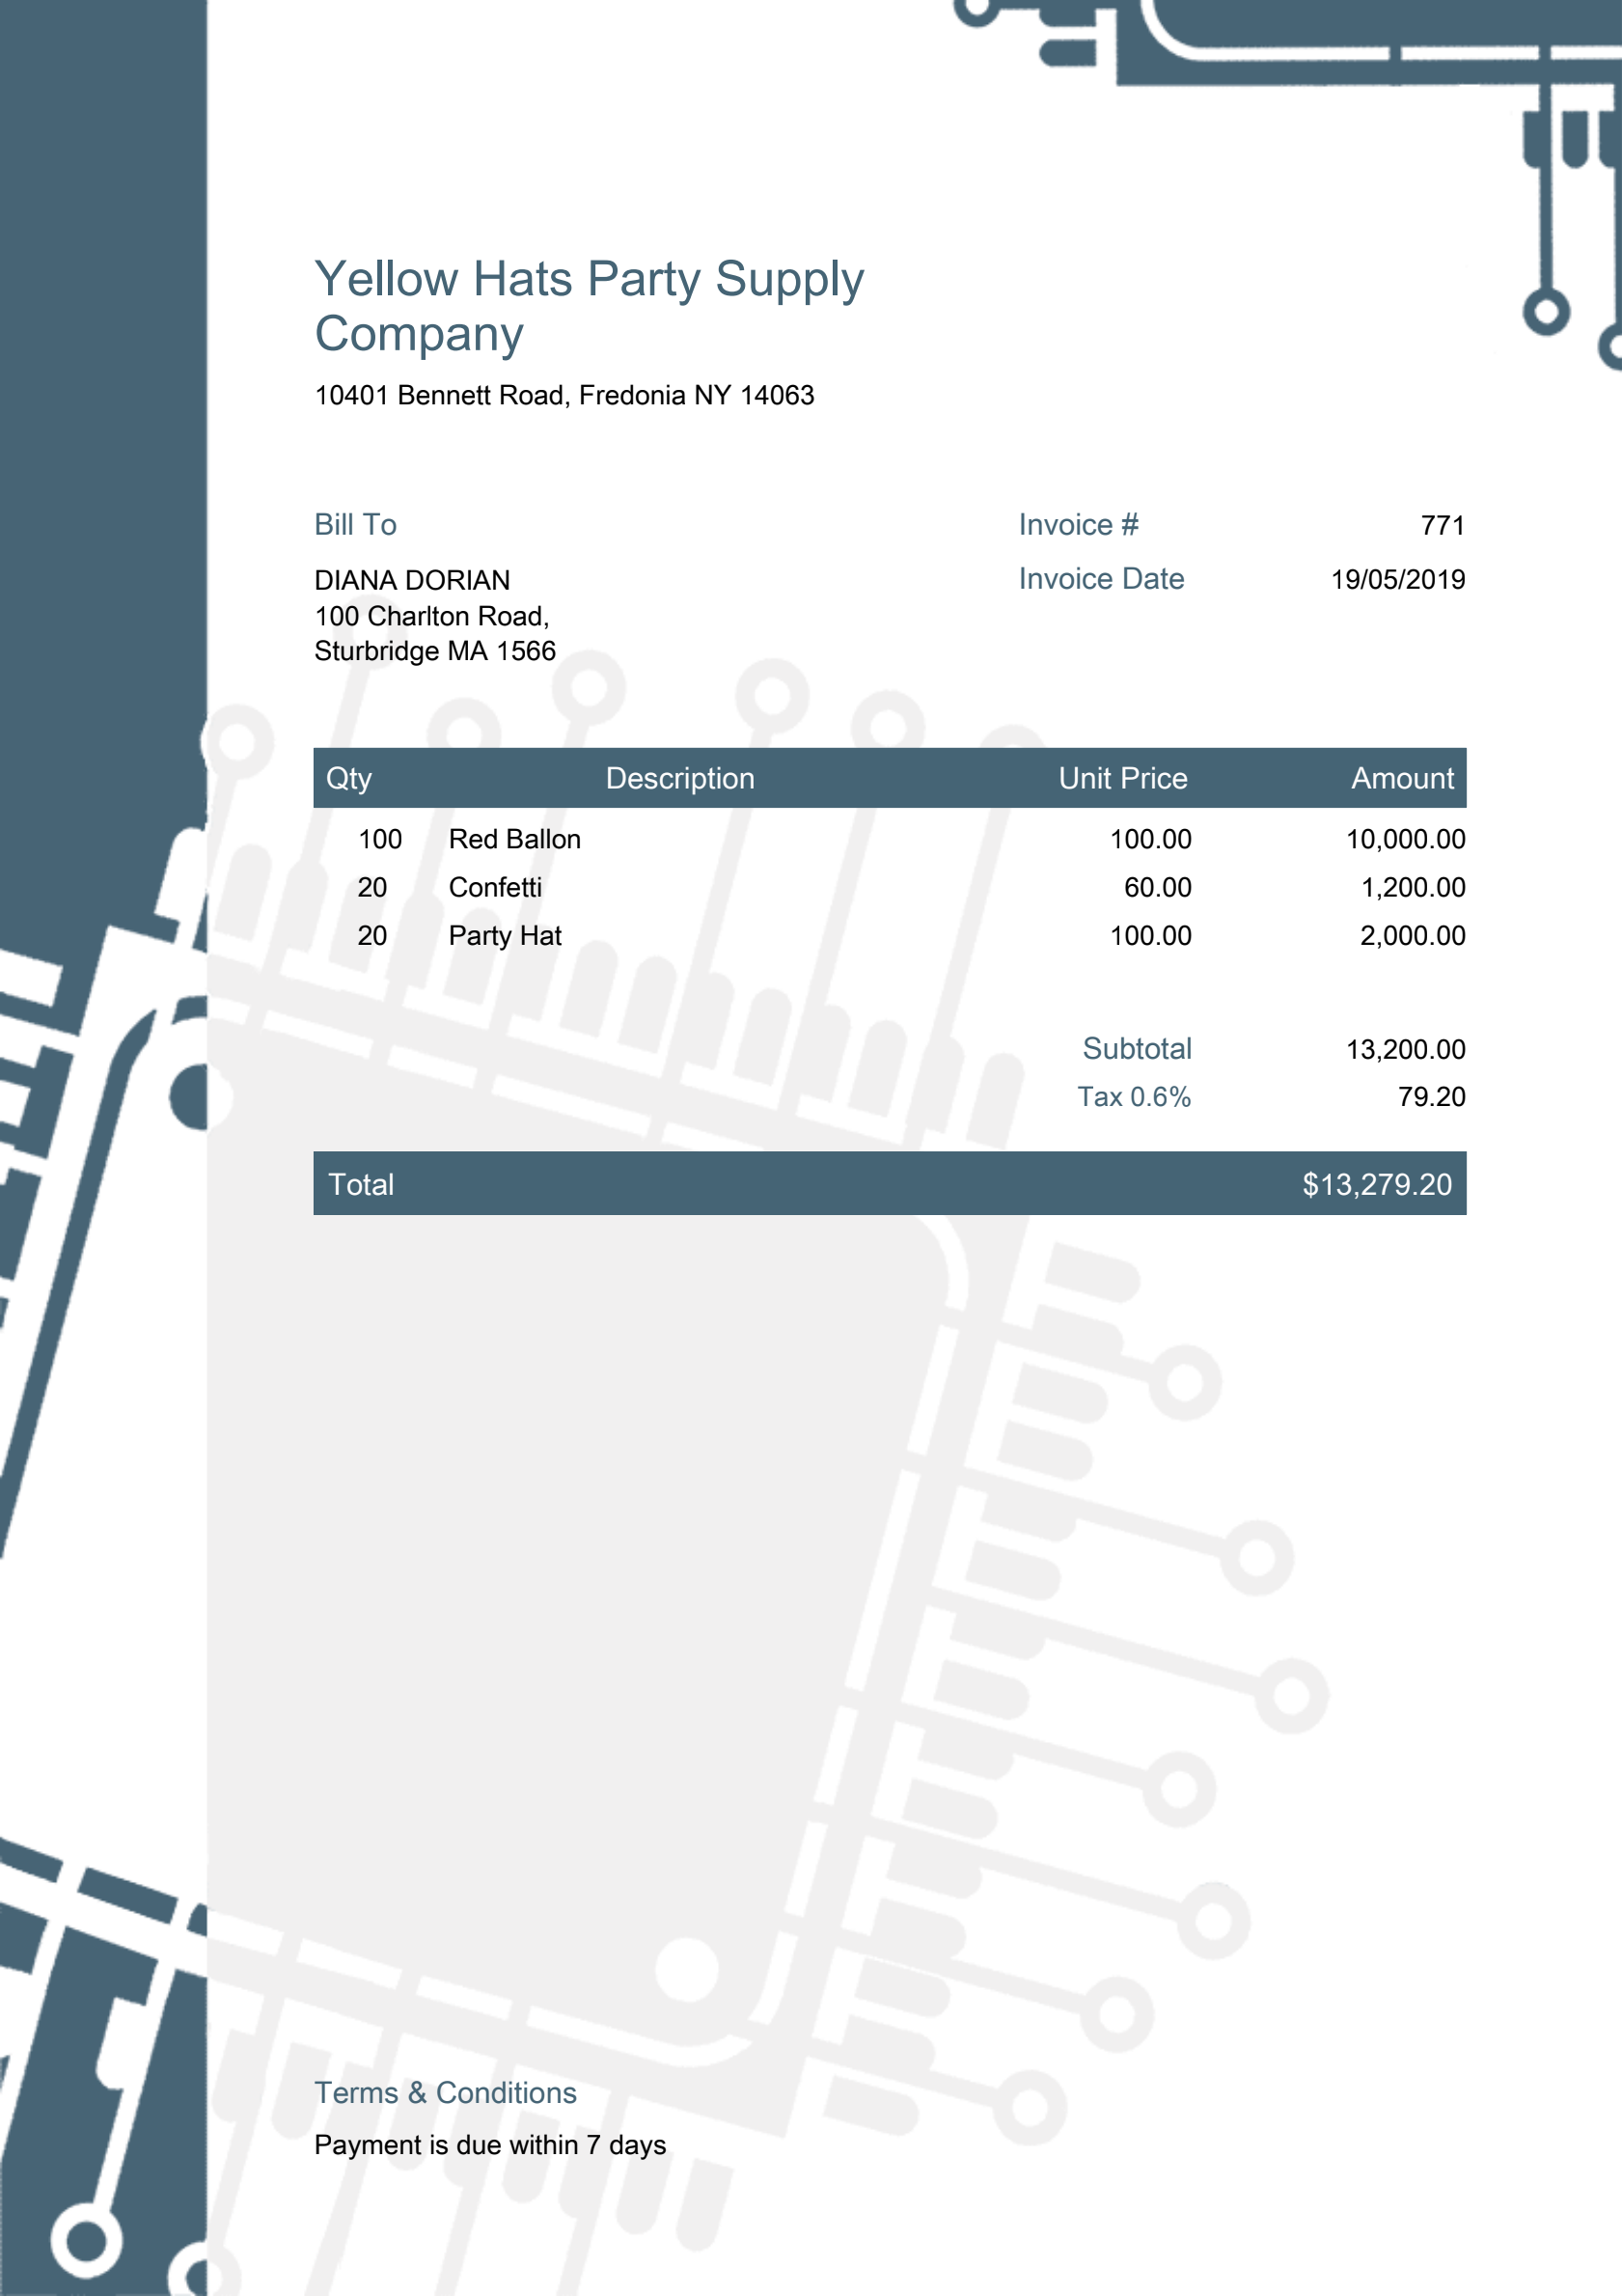 Yellow Hats Party Supply
Company
10401 Bennett Road, Fredonia NY 14063
Bill To
Invoice # 771
DIANA DORIAN
Invoice Date 19/05/2019
100 Charlton Road,
Sturbridge MA 1566
Qty Description Unit Price Amount
100 Red Ballon 100.00 10,000.00
20 Confetti 60.00 1,200.00
20 Party Hat 100.00 2,000.00
Subtotal 13,200.00
Tax 0.6% 79.20
Total $13,279.20
Terms & Conditions
Payment is due within 7 days